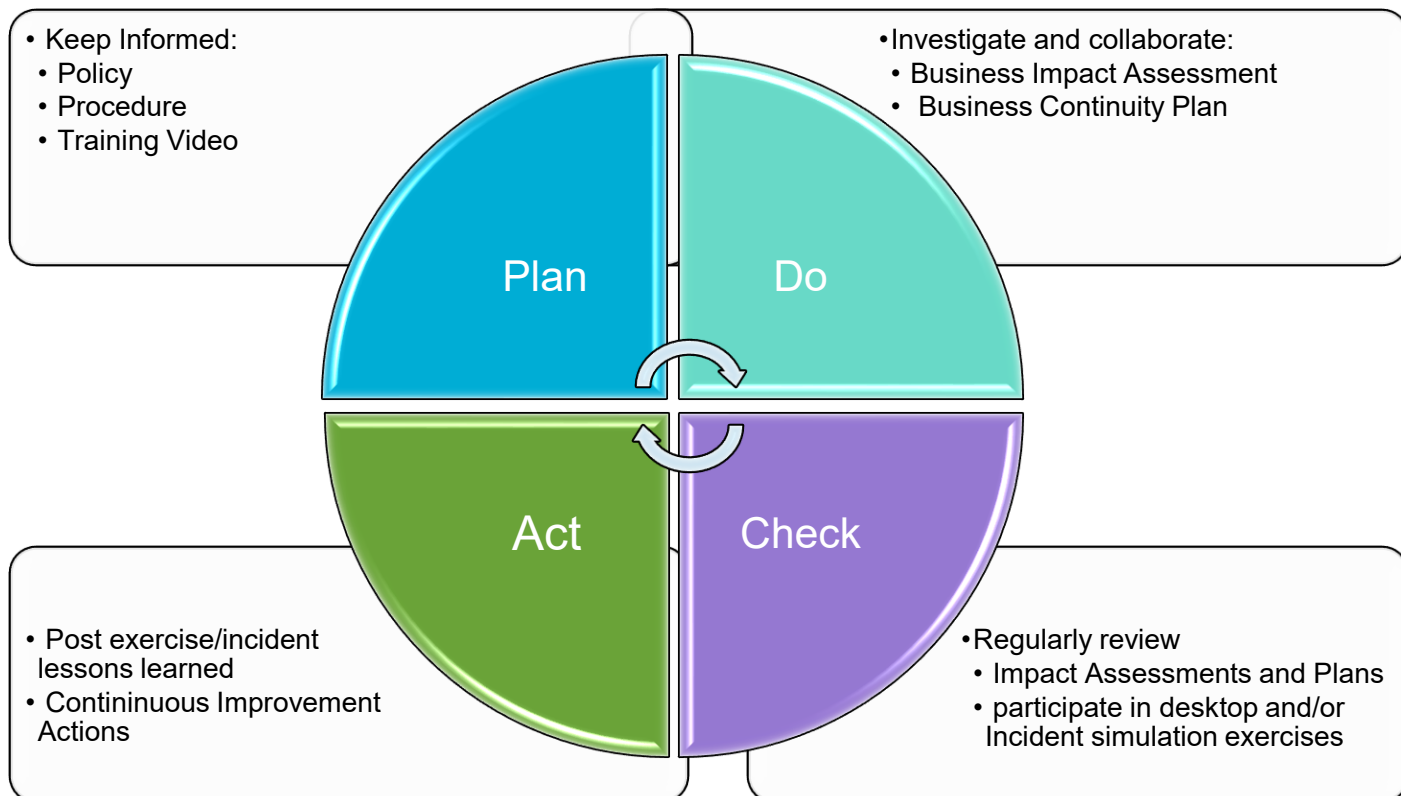 • Keep Informed:
• Policy
• Procedure
• Training Video
•Investigate and collaborate:
• Business Impact Assessment
• Business Continuity Plan
Plan
Do
Act
Check
• Post exercise/incident
lessons learned
• Contininuous Improvement
Actions
•Regularly review
• Impact Assessments and Plans
• participate in desktop and/or
Incident simulation exercises